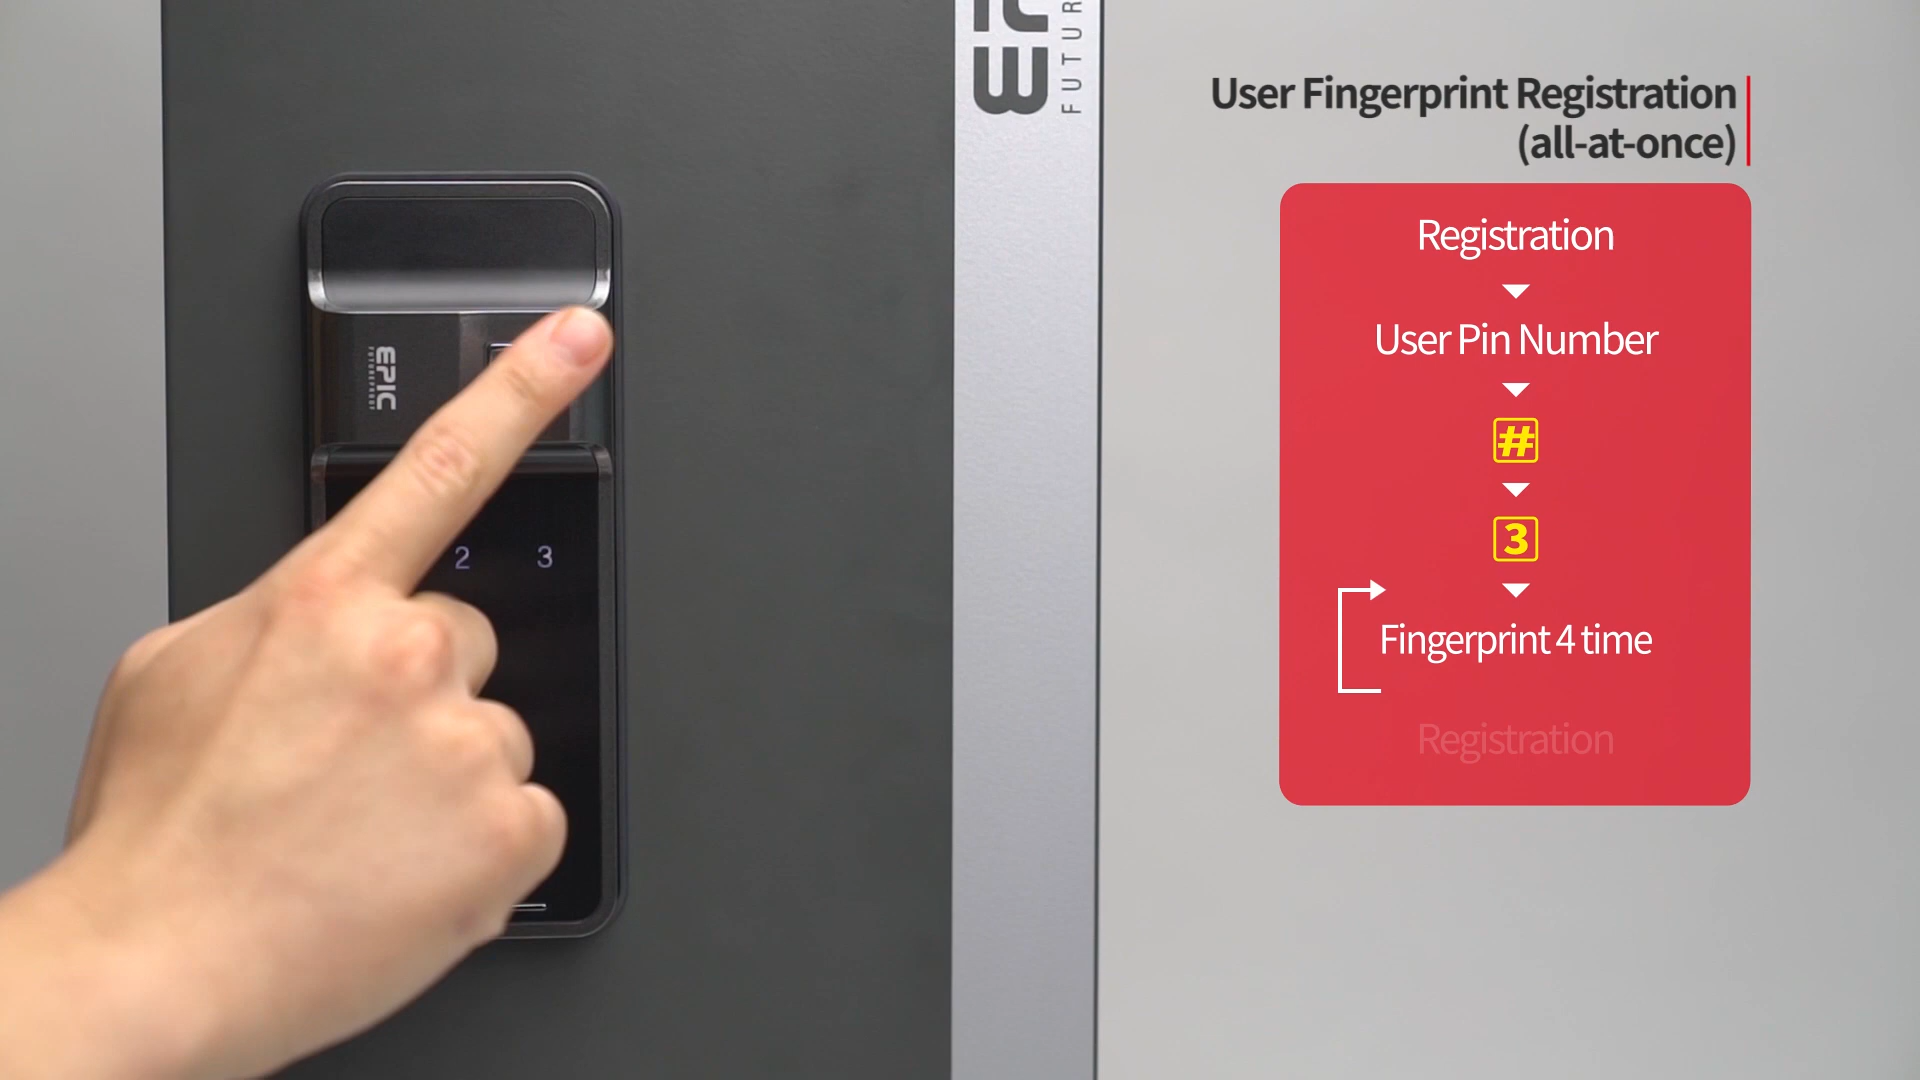 User Fingerprint Registration
(all-at-once)
Registration
User Pin Number
#
3
Fingerprint 4 time
Registration
EPIC
FUTUREPROOF
2 3
FUTUR